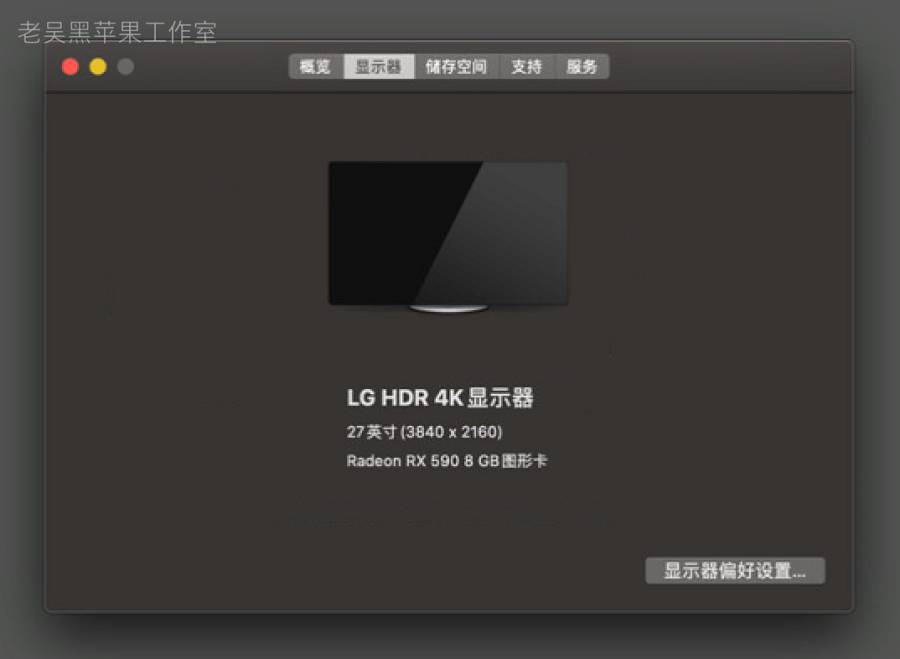 老吴黑苹果工作室
概览 显示器 储存空间 支持 服务
LG HDR 4K 显示器
27英寸 (3840 x 2160)
Radeon RX 590 8 GB图形卡
显示器偏好设置...